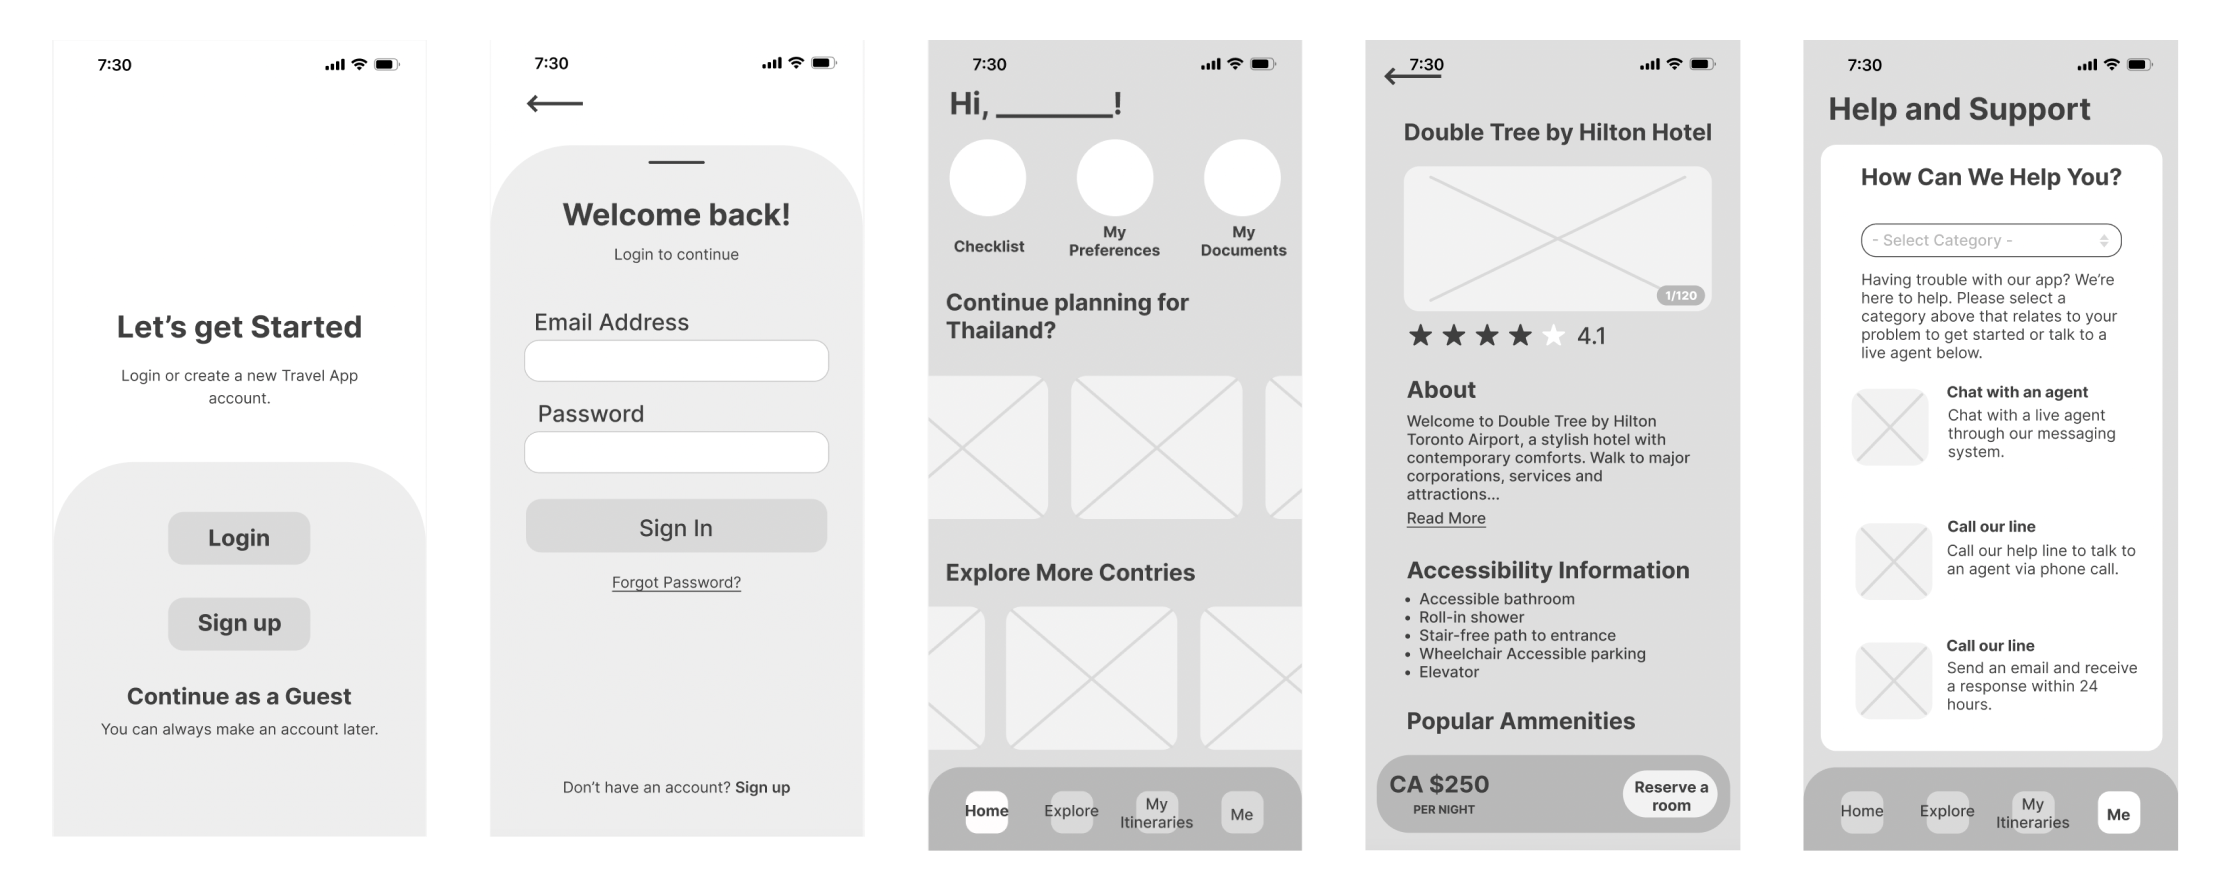 7:30
Let’s get Started
Login or create a new Travel App
account.
Login
Sign up
Continue as a Guest
You can always make an account later.
7:30
Welcome back!
Login to continue
Email Address
Password
Sign In
Forgot Password?
Don’t have an account? Sign up
7:30
Hi, ________!
Checklist
My
Preferences
My
Documents
Continue planning for
Thailand?
Explore More Contries
Home
Explore
My
Itineraries
Me
7:30
Double Tree by Hilton Hotel
1/120
4.1
About
Welcome to Double Tree by Hilton
Toronto Airport, a stylish hotel with
contemporary comforts. Walk to major
corporations, services and
attractions...
Read More
Accessibility Information
• Accessible bathroom
• Roll-in shower
• Stair-free path to entrance
• Wheelchair Accessible parking
• Elevator
Popular Ammenities
CA $250
PER NIGHT
Reserve a
room
7:30
Help and Support
How Can We Help You?
- Select Category -
Having trouble with our app? We’re
here to help. Please select a
category above that relates to your
problem to get started or talk to a
live agent below.
Chat with an agent
Chat with a live agent
through our messaging
system.
Call our line
Call our help line to talk to
an agent via phone call.
Call our line
Send an email and receive
a response within 24
hours.
Home
Explore
My
Itineraries
Me